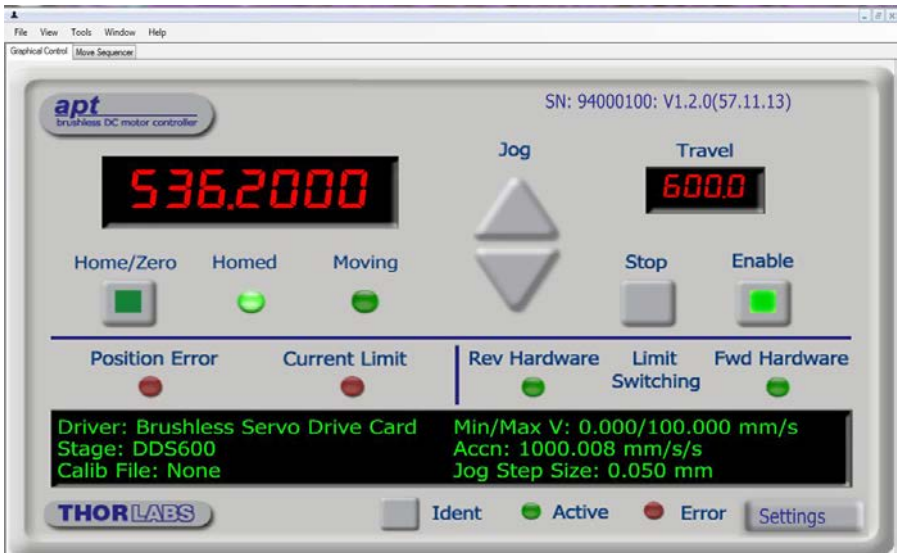 File View Tools Window Help
Graphical Control Move Sequencer
apt
brushless DC motor controller
SN: 94000100: V1.2.0(57.11.13)
Jog
Travel
536.2000
600.0
Home/Zero Homed Moving
Stop Enable
Position Error Current Limit
Rev Hardware Limit Switching Fwd Hardware
Driver: Brushless Servo Drive Card
Stage: DDS600
Calib File: None
Min/Max V: 0.000/100.000 mm/s
Accn: 1000.008 mm/s/s
Jog Step Size: 0.050 mm
THORLABS
Ident Active Error Settings